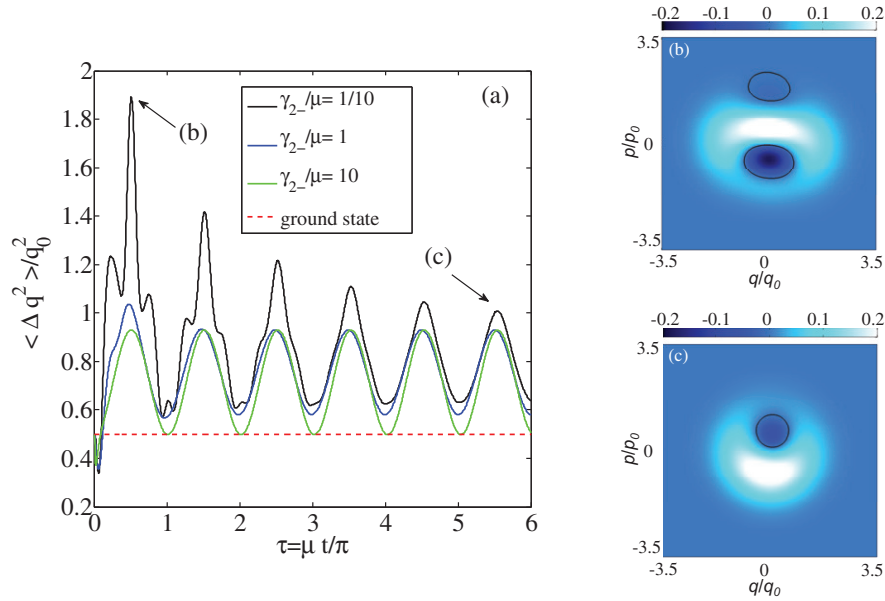 (a)
2
1.8
1.6
1.4
1.2
1
0.8
0.6
0.4
0.2
0 1 2 3 4 5 6
< Δ q² >/q₀²
τ=μ t/π
γ₂₋/μ= 1/10
γ₂₋/μ= 1
γ₂₋/μ= 10
ground state
(b)
(c)
-0.2 -0.1 0 0.1 0.2
(b)
3.5
0
-3.5
p/p₀
-3.5 0 3.5
q/q₀
-0.2 -0.1 0 0.1 0.2
(c)
3.5
0
-3.5
p/p₀
-3.5 0 3.5
q/q₀